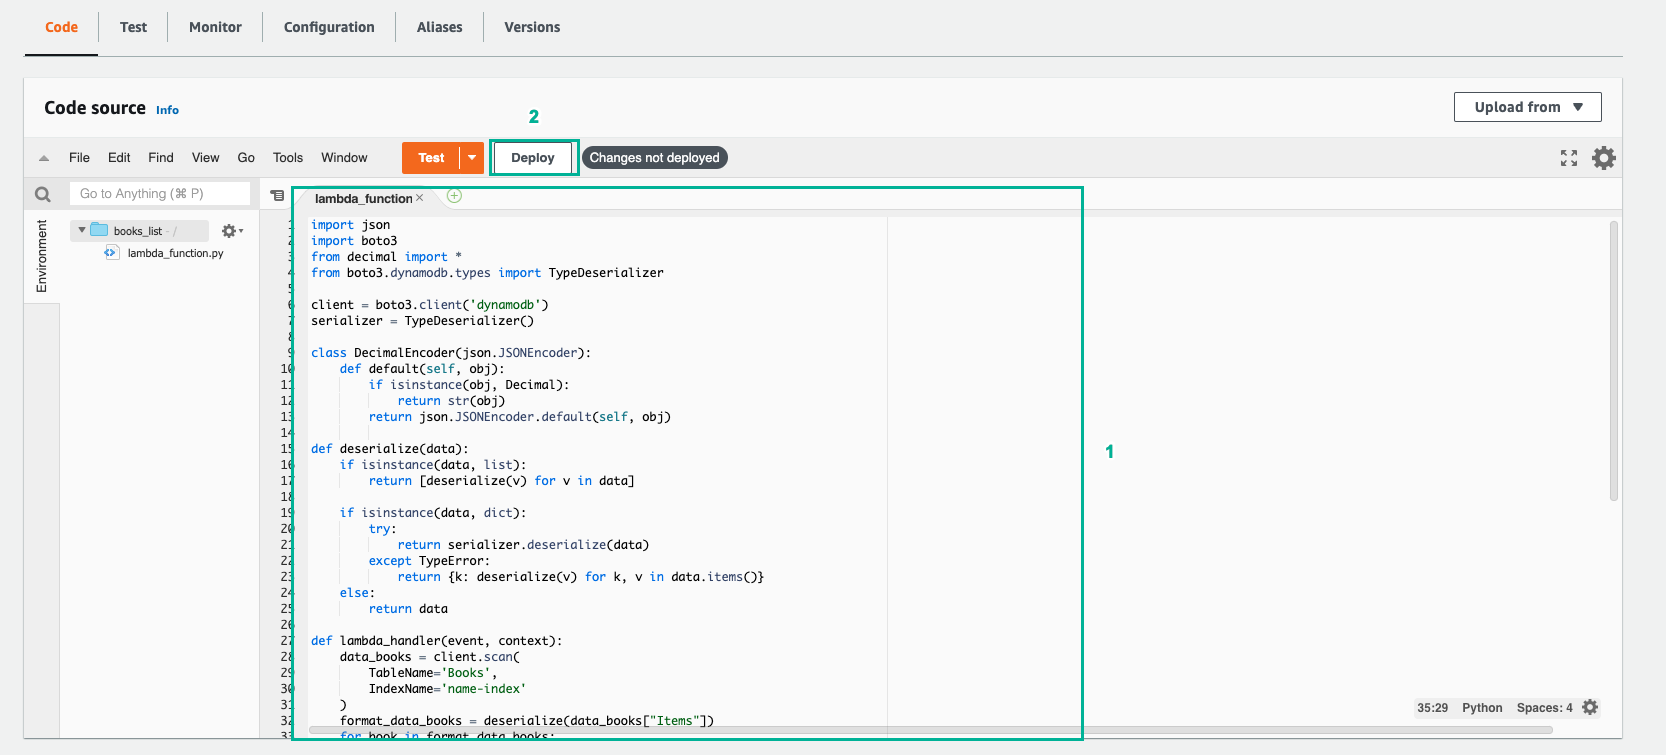 Code Test Monitor Configuration Aliases Versions
Code source Info
Upload from
2
File Edit Find View Go Tools Window Test Deploy Changes not deployed
Go to Anything (⌘ P)
lambda_function ×
Environment
books_list - /
lambda_function.py
1 import json
2 import boto3
3 from decimal import *
4 from boto3.dynamodb.types import TypeDeserializer
5
6 client = boto3.client('dynamodb')
7 serializer = TypeDeserializer()
8
9 class DecimalEncoder(json.JSONEncoder):
10     def default(self, obj):
11         if isinstance(obj, Decimal):
12             return str(obj)
13         return json.JSONEncoder.default(self, obj)
14
15 def deserialize(data):
16     if isinstance(data, list):
17         return [deserialize(v) for v in data]
18
19     if isinstance(data, dict):
20         try:
21             return serializer.deserialize(data)
22         except TypeError:
23             return {k: deserialize(v) for k, v in data.items()}
24     else:
25         return data
26
27 def lambda_handler(event, context):
28     data_books = client.scan(
29         TableName='Books',
30         IndexName='name-index'
31     )
32     format_data_books = deserialize(data_books["Items"])
33     for book in format_data_books:
1
35:29 Python Spaces: 4